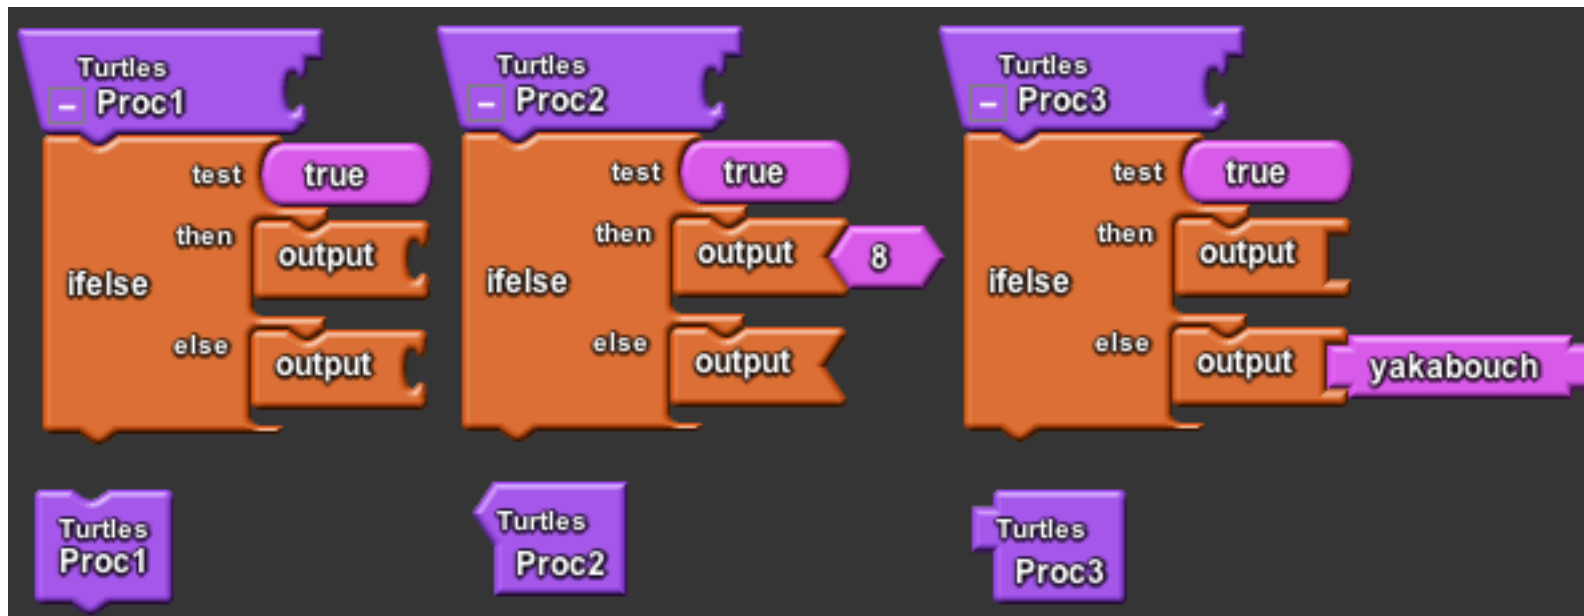 Turtles
Proc1
test
true
then
output
ifelse
else
output
Turtles
Proc1
Turtles
Proc2
test
true
then
output
8
ifelse
else
output
Turtles
Proc2
Turtles
Proc3
test
true
then
output
ifelse
else
output
yakabouch
Turtles
Proc3